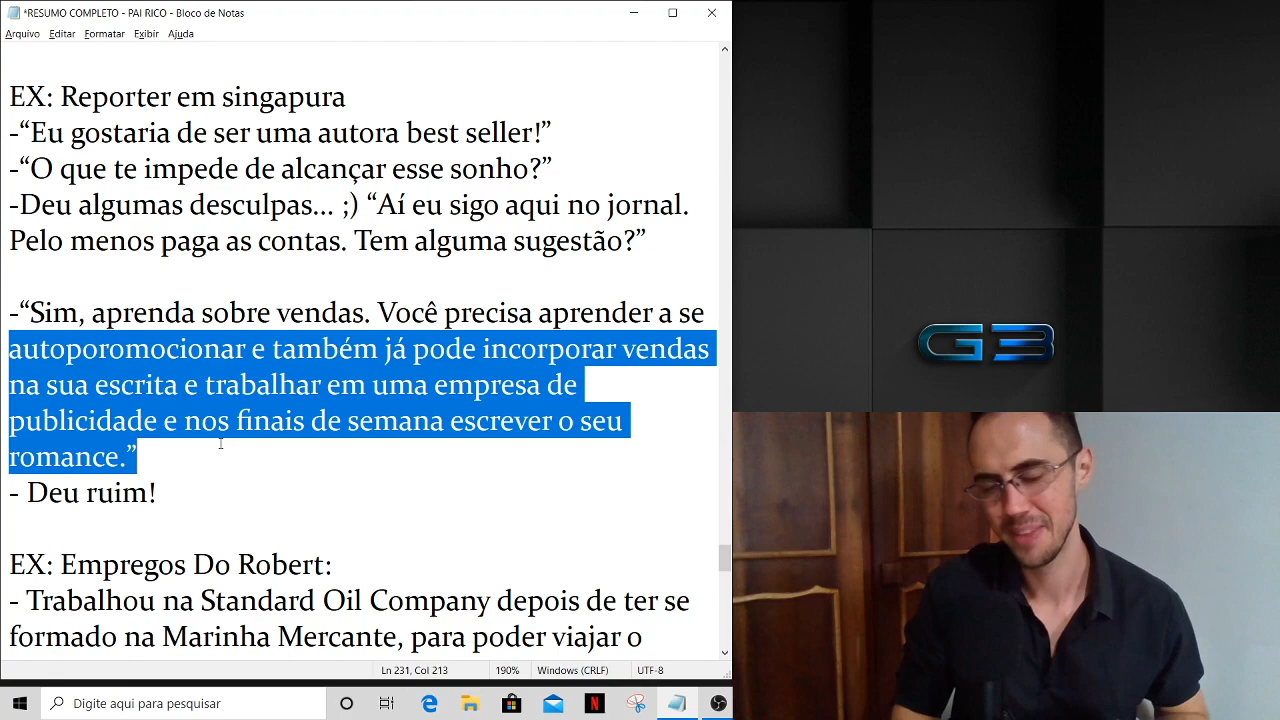 *RESUMO COMPLETO - PAI RICO - Bloco de Notas
Arquivo Editar Formatar Exibir Ajuda
EX: Reporter em singapura
-“Eu gostaria de ser uma autora best seller!”
-“O que te impede de alcançar esse sonho?”
-Deu algumas desculpas... ;) “Aí eu sigo aqui no jornal.
Pelo menos paga as contas. Tem alguma sugestão?”
-“Sim, aprenda sobre vendas. Você precisa aprender a se
autoporomocionar e também já pode incorporar vendas
na sua escrita e trabalhar em uma empresa de
publicidade e nos finais de semana escrever o seu
romance.”
- Deu ruim!
EX: Empregos Do Robert:
- Trabalhou na Standard Oil Company depois de ter se
formado na Marinha Mercante, para poder viajar o
Ln 231, Col 213 190% Windows (CRLF) UTF-8
Digite aqui para pesquisar
G3